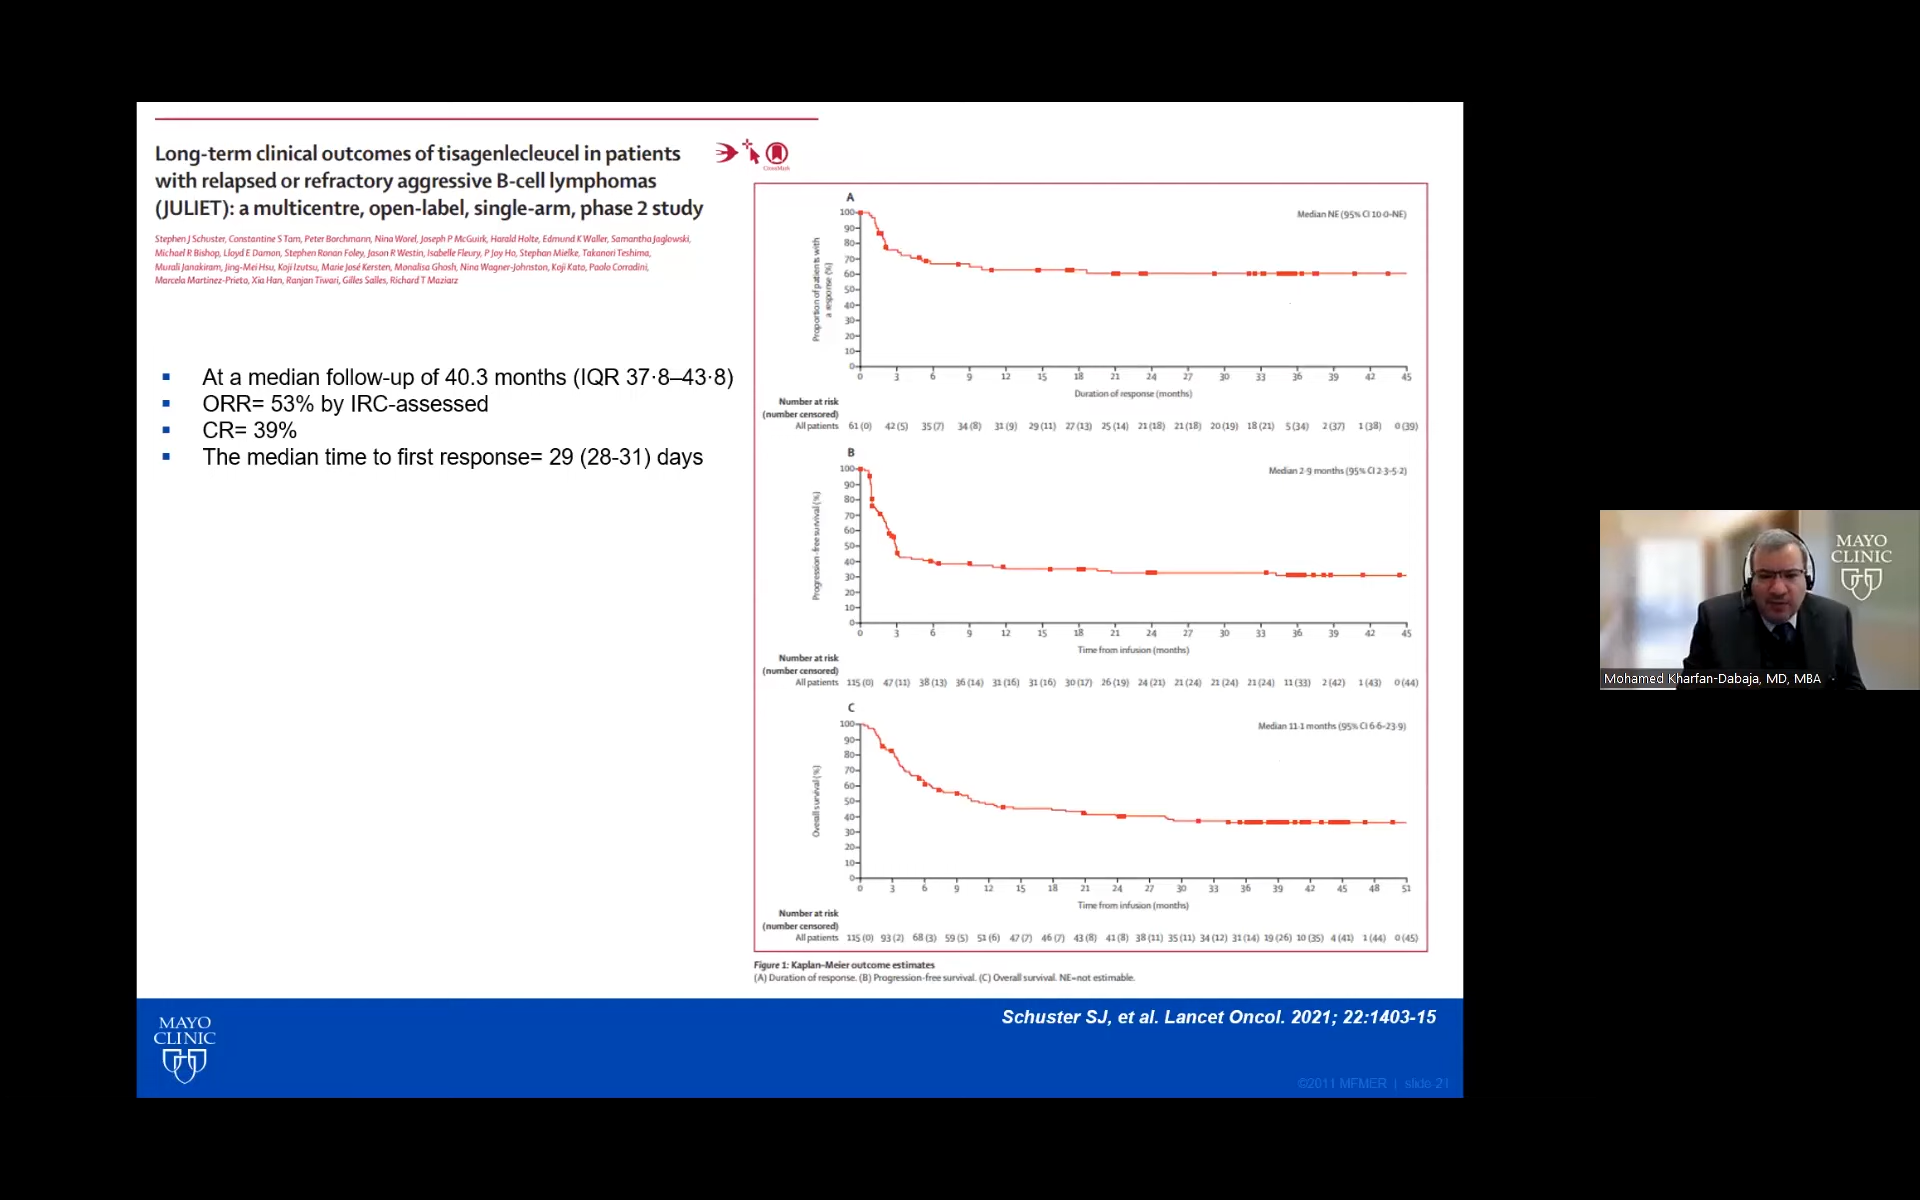 Long-term clinical outcomes of tisagenlecleucel in patients
with relapsed or refractory aggressive B-cell lymphomas
(JULIET): a multicentre, open-label, single-arm, phase 2 study
CrossMark
Stephen J Schuster, Constantine S Tam, Peter Borchmann, Nina Worel, Joseph P McGuirk, Harald Holte, Edmund K Waller, Samantha Jaglowski,
Michael R Bishop, Lloyd E Damon, Stephen Ronan Foley, Jason R Westin, Isabelle Fleury, P Joy Ho, Stephan Mielke, Takanori Teshima,
Murali Janakiram, Jing-Mei Hsu, Koji Izutsu, Marie José Kersten, Monalisa Ghosh, Nina Wagner-Johnston, Koji Kato, Paolo Corradini,
Marcela Martinez-Prieto, Xia Han, Ranjan Tiwari, Gilles Salles, Richard T Maziarz
▪ At a median follow-up of 40.3 months (IQR 37·8–43·8)
▪ ORR= 53% by IRC-assessed
▪ CR= 39%
▪ The median time to first response= 29 (28-31) days
A
Median NE (95% CI 10·0–NE)
Proportion of patients with
a response (%)
100
90
80
70
60
50
40
30
20
10
0
0 3 6 9 12 15 18 21 24 27 30 33 36 39 42 45
Duration of response (months)
Number at risk
(number censored)
All patients 61 (0) 42 (5) 35 (7) 34 (8) 31 (9) 29 (11) 27 (13) 25 (14) 21 (18) 21 (18) 20 (19) 18 (21) 5 (34) 2 (37) 1 (38) 0 (39)
B
Median 2·9 months (95% CI 2·3–5·2)
Progression-free survival (%)
100
90
80
70
60
50
40
30
20
10
0
0 3 6 9 12 15 18 21 24 27 30 33 36 39 42 45
Time from infusion (months)
Number at risk
(number censored)
All patients 115 (0) 47 (11) 38 (13) 36 (14) 31 (16) 31 (16) 30 (17) 26 (19) 24 (21) 21 (24) 21 (24) 21 (24) 11 (33) 2 (42) 1 (43) 0 (44)
C
Median 11·1 months (95% CI 6·6–23·9)
Overall survival (%)
100
90
80
70
60
50
40
30
20
10
0
0 3 6 9 12 15 18 21 24 27 30 33 36 39 42 45 48 51
Time from infusion (months)
Number at risk
(number censored)
All patients 115 (0) 93 (2) 68 (3) 59 (5) 51 (6) 47 (7) 46 (7) 43 (8) 41 (8) 38 (11) 35 (11) 34 (12) 31 (14) 19 (26) 10 (35) 4 (41) 1 (44) 0 (45)
Figure 1: Kaplan–Meier outcome estimates
(A) Duration of response. (B) Progression-free survival. (C) Overall survival. NE=not estimable.
MAYO
CLINIC
Schuster SJ, et al. Lancet Oncol. 2021; 22:1403-15
©2011 MFMER | slide 21
MAYO
CLINIC
Mohamed Kharfan-Dabaja, MD, MBA